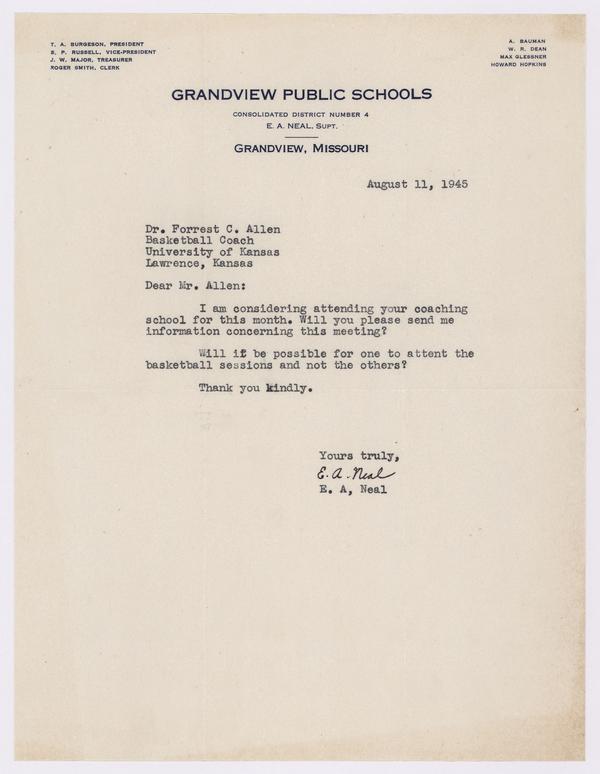 T. A. BURGESON, PRESIDENT
S. P. RUSSELL, VICE-PRESIDENT
J. W. MAJOR, TREASURER
ROGER SMITH, CLERK
A. BAUMAN
W. R. DEAN
MAX GLESSNER
HOWARD HOPKINS
GRANDVIEW PUBLIC SCHOOLS
CONSOLIDATED DISTRICT NUMBER 4
E. A. NEAL, SUPT.
GRANDVIEW, MISSOURI
August 11, 1945
Dr. Forrest C. Allen
Basketball Coach
University of Kansas
Lawrence, Kansas
Dear Mr. Allen:
I am considering attending your coaching
school for this month. Will you please send me
information concerning this meeting?
Will it be possible for one to attent the
basketball sessions and not the others?
Thank you kindly.
Yours truly,
E. A. Neal
E. A, Neal